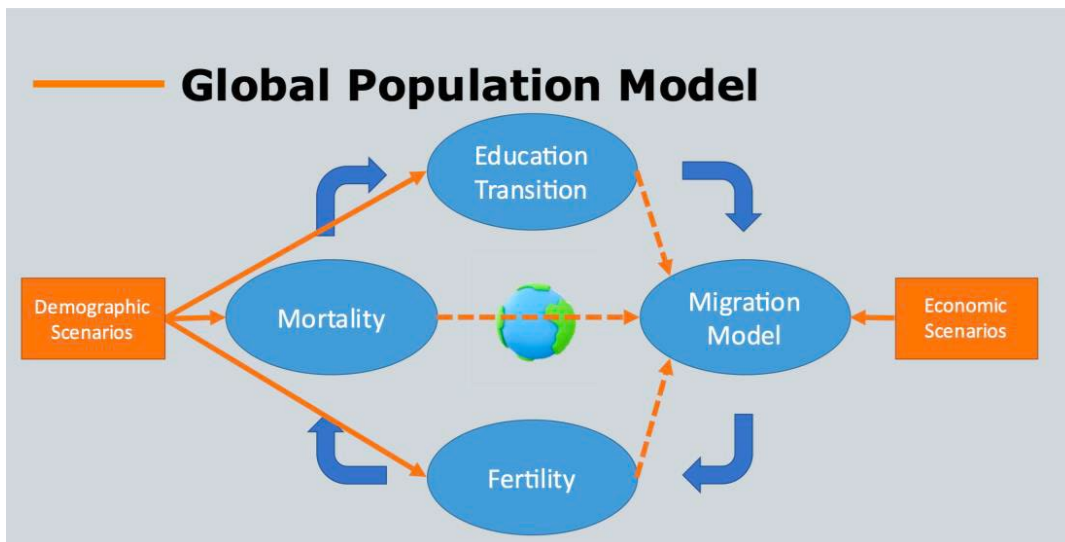 Global Population Model
Education
Transition
Demographic
Scenarios
Mortality
Migration
Model
Economic
Scenarios
Fertility